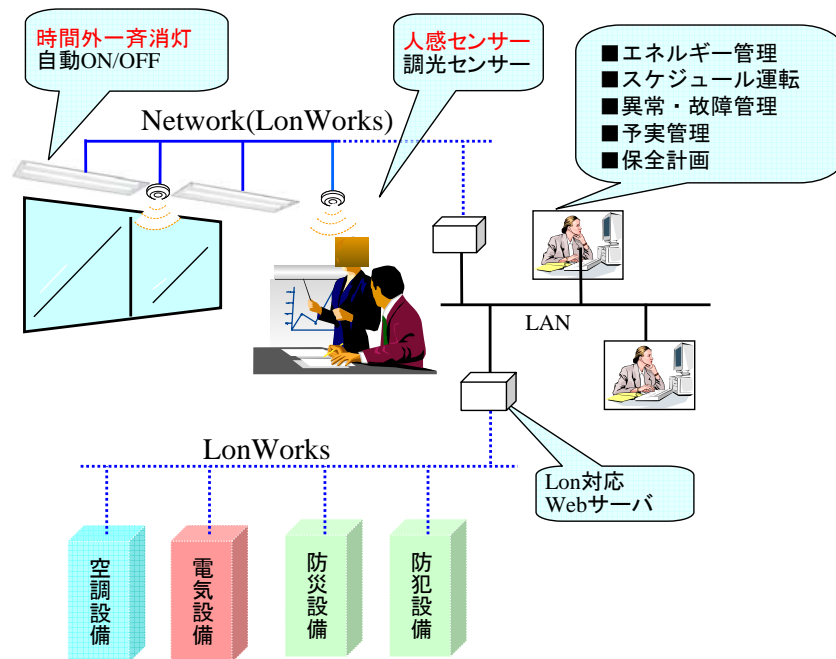 時間外一斉消灯
自動ON/OFF
人感センサー
調光センサー
■エネルギー管理
■スケジュール運転
■異常・故障管理
■予実管理
■保全計画
Network(LonWorks)
LAN
LonWorks
Lon対応
Webサーバ
空調設備
電気設備
防災設備
防犯設備